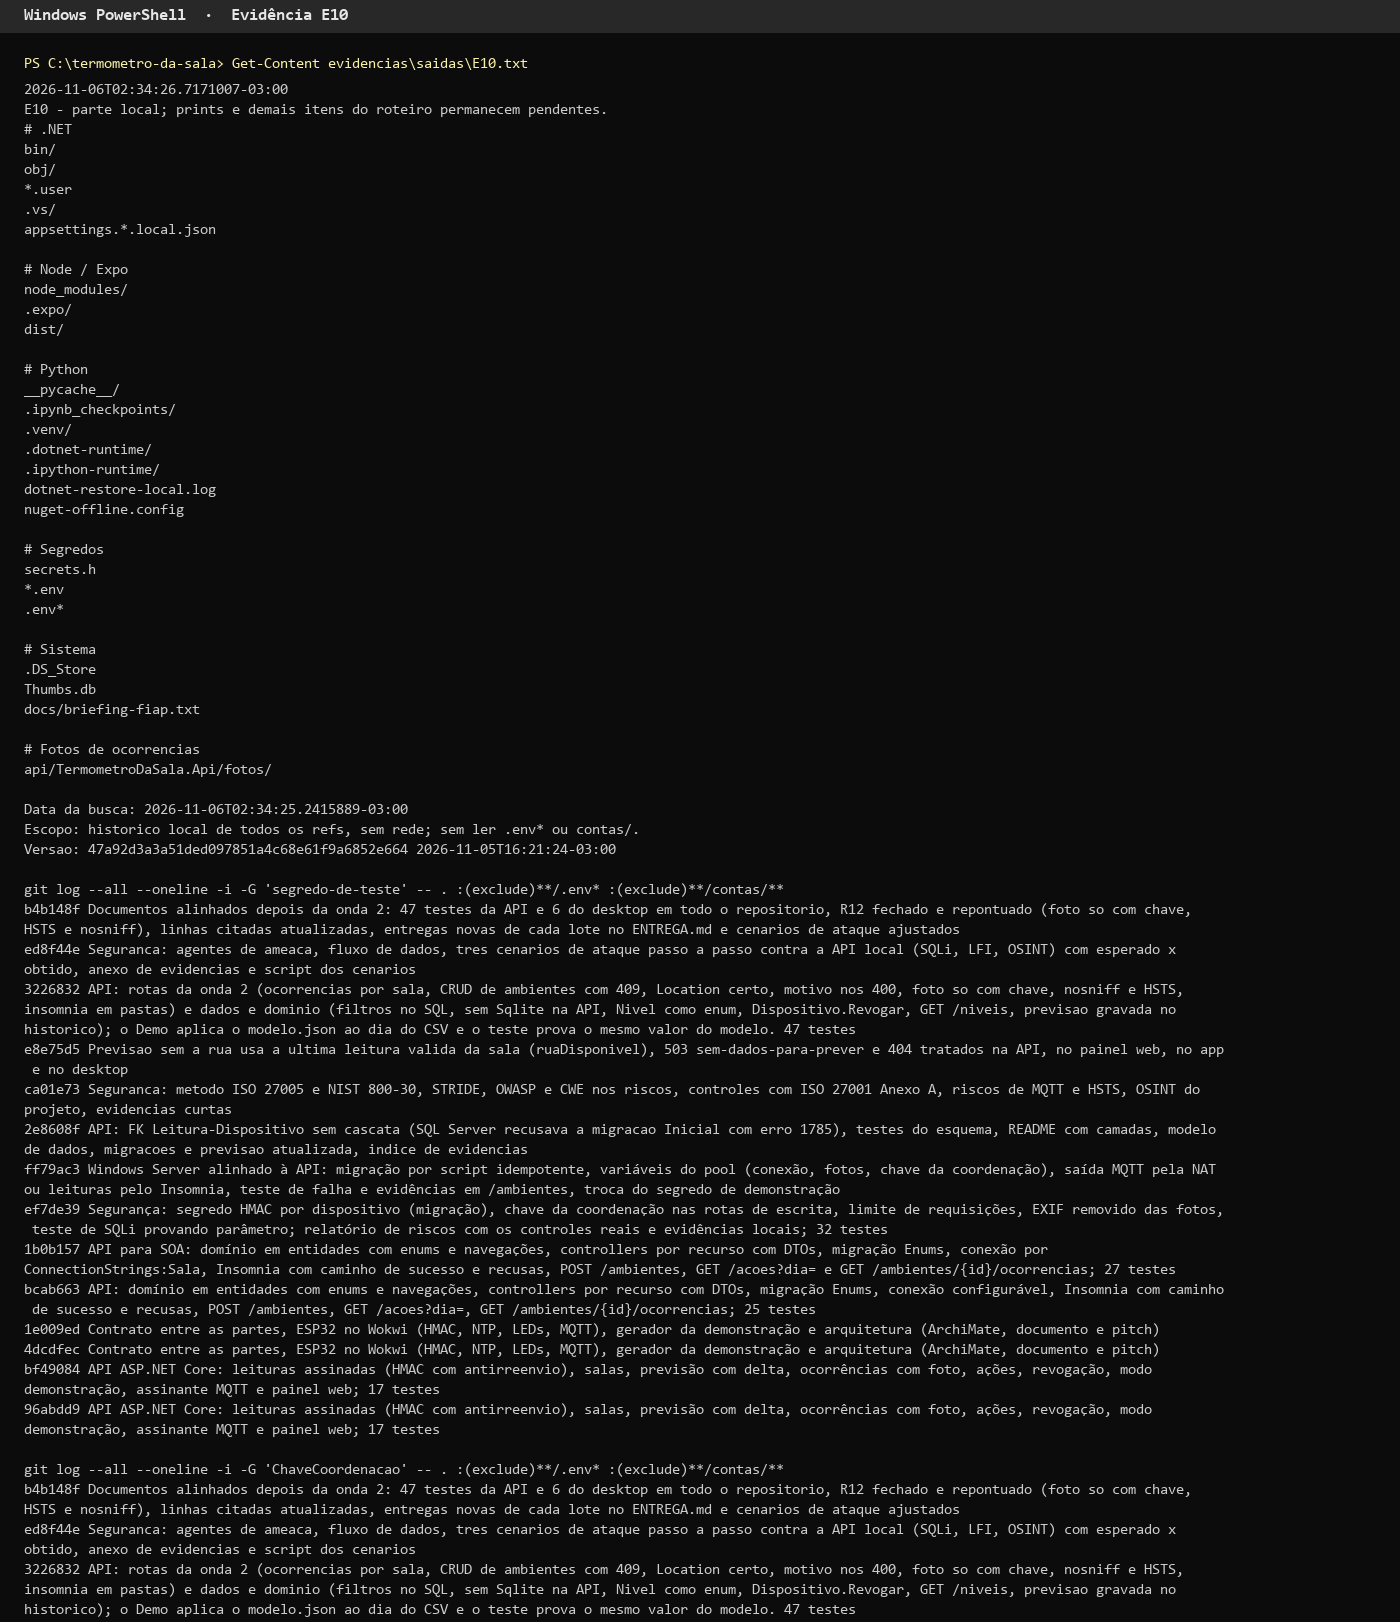 Windows PowerShell · Evidência E10
PS C:\termometro-da-sala> Get-Content evidencias\saidas\E10.txt
2026-11-06T02:34:26.7171007-03:00
E10 - parte local; prints e demais itens do roteiro permanecem pendentes.
# .NET
bin/
obj/
*.user
.vs/
appsettings.*.local.json

# Node / Expo
node_modules/
.expo/
dist/

# Python
__pycache__/
.ipynb_checkpoints/
.venv/
.dotnet-runtime/
.ipython-runtime/
dotnet-restore-local.log
nuget-offline.config

# Segredos
secrets.h
*.env
.env*

# Sistema
.DS_Store
Thumbs.db
docs/briefing-fiap.txt

# Fotos de ocorrencias
api/TermometroDaSala.Api/fotos/

Data da busca: 2026-11-06T02:34:25.2415889-03:00
Escopo: historico local de todos os refs, sem rede; sem ler .env* ou contas/.
Versao: 47a92d3a3a51ded097851a4c68e61f9a6852e664 2026-11-05T16:21:24-03:00

git log --all --oneline -i -G 'segredo-de-teste' -- . :(exclude)**/.env* :(exclude)**/contas/**
b4b148f Documentos alinhados depois da onda 2: 47 testes da API e 6 do desktop em todo o repositorio, R12 fechado e repontuado (foto so com chave,
HSTS e nosniff), linhas citadas atualizadas, entregas novas de cada lote no ENTREGA.md e cenarios de ataque ajustados
ed8f44e Seguranca: agentes de ameaca, fluxo de dados, tres cenarios de ataque passo a passo contra a API local (SQLi, LFI, OSINT) com esperado x
obtido, anexo de evidencias e script dos cenarios
3226832 API: rotas da onda 2 (ocorrencias por sala, CRUD de ambientes com 409, Location certo, motivo nos 400, foto so com chave, nosniff e HSTS,
insomnia em pastas) e dados e dominio (filtros no SQL, sem Sqlite na API, Nivel como enum, Dispositivo.Revogar, GET /niveis, previsao gravada no
historico); o Demo aplica o modelo.json ao dia do CSV e o teste prova o mesmo valor do modelo. 47 testes
e8e75d5 Previsao sem a rua usa a ultima leitura valida da sala (ruaDisponivel), 503 sem-dados-para-prever e 404 tratados na API, no painel web, no app
 e no desktop
ca01e73 Seguranca: metodo ISO 27005 e NIST 800-30, STRIDE, OWASP e CWE nos riscos, controles com ISO 27001 Anexo A, riscos de MQTT e HSTS, OSINT do
projeto, evidencias curtas
2e8608f API: FK Leitura-Dispositivo sem cascata (SQL Server recusava a migracao Inicial com erro 1785), testes do esquema, README com camadas, modelo
de dados, migracoes e previsao atualizada, indice de evidencias
ff79ac3 Windows Server alinhado à API: migração por script idempotente, variáveis do pool (conexão, fotos, chave da coordenação), saída MQTT pela NAT
ou leituras pelo Insomnia, teste de falha e evidências em /ambientes, troca do segredo de demonstração
ef7de39 Segurança: segredo HMAC por dispositivo (migração), chave da coordenação nas rotas de escrita, limite de requisições, EXIF removido das fotos,
 teste de SQLi provando parâmetro; relatório de riscos com os controles reais e evidências locais; 32 testes
1b0b157 API para SOA: domínio em entidades com enums e navegações, controllers por recurso com DTOs, migração Enums, conexão por
ConnectionStrings:Sala, Insomnia com caminho de sucesso e recusas, POST /ambientes, GET /acoes?dia= e GET /ambientes/{id}/ocorrencias; 27 testes
bcab663 API: domínio em entidades com enums e navegações, controllers por recurso com DTOs, migração Enums, conexão configurável, Insomnia com caminho
 de sucesso e recusas, POST /ambientes, GET /acoes?dia=, GET /ambientes/{id}/ocorrencias; 25 testes
1e009ed Contrato entre as partes, ESP32 no Wokwi (HMAC, NTP, LEDs, MQTT), gerador da demonstração e arquitetura (ArchiMate, documento e pitch)
4dcdfec Contrato entre as partes, ESP32 no Wokwi (HMAC, NTP, LEDs, MQTT), gerador da demonstração e arquitetura (ArchiMate, documento e pitch)
bf49084 API ASP.NET Core: leituras assinadas (HMAC com antirreenvio), salas, previsão com delta, ocorrências com foto, ações, revogação, modo
demonstração, assinante MQTT e painel web; 17 testes
96abdd9 API ASP.NET Core: leituras assinadas (HMAC com antirreenvio), salas, previsão com delta, ocorrências com foto, ações, revogação, modo
demonstração, assinante MQTT e painel web; 17 testes

git log --all --oneline -i -G 'ChaveCoordenacao' -- . :(exclude)**/.env* :(exclude)**/contas/**
b4b148f Documentos alinhados depois da onda 2: 47 testes da API e 6 do desktop em todo o repositorio, R12 fechado e repontuado (foto so com chave,
HSTS e nosniff), linhas citadas atualizadas, entregas novas de cada lote no ENTREGA.md e cenarios de ataque ajustados
ed8f44e Seguranca: agentes de ameaca, fluxo de dados, tres cenarios de ataque passo a passo contra a API local (SQLi, LFI, OSINT) com esperado x
obtido, anexo de evidencias e script dos cenarios
3226832 API: rotas da onda 2 (ocorrencias por sala, CRUD de ambientes com 409, Location certo, motivo nos 400, foto so com chave, nosniff e HSTS,
insomnia em pastas) e dados e dominio (filtros no SQL, sem Sqlite na API, Nivel como enum, Dispositivo.Revogar, GET /niveis, previsao gravada no
historico); o Demo aplica o modelo.json ao dia do CSV e o teste prova o mesmo valor do modelo. 47 testes